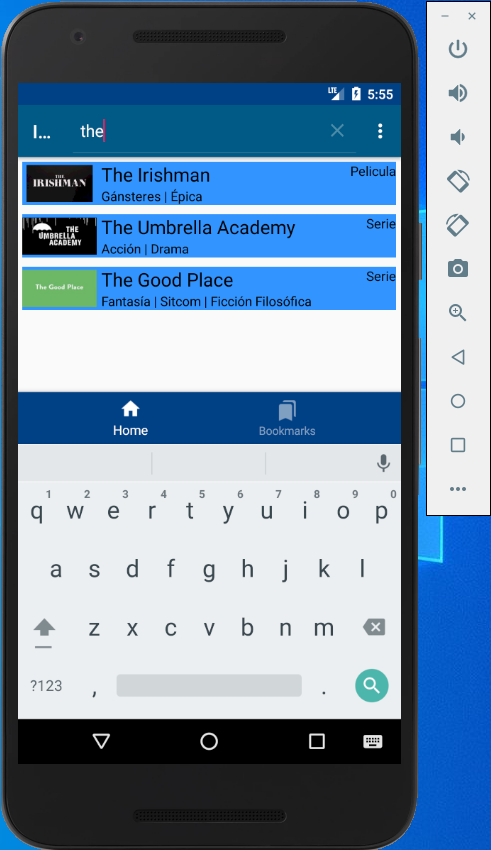 LTE 5:55
I... the
THE
IRISHMAN
The Irishman
Pelicula
Gánsteres | Épica
THE
UMBRELLA
ACADEMY
The Umbrella Academy
Serie
Acción | Drama
The Good Place
The Good Place
Serie
Fantasía | Sitcom | Ficción Filosófica
Home
Bookmarks
1 2 3 4 5 6 7 8 9 0
q w e r t y u i o p
a s d f g h j k l
z x c v b n m
?123 , .